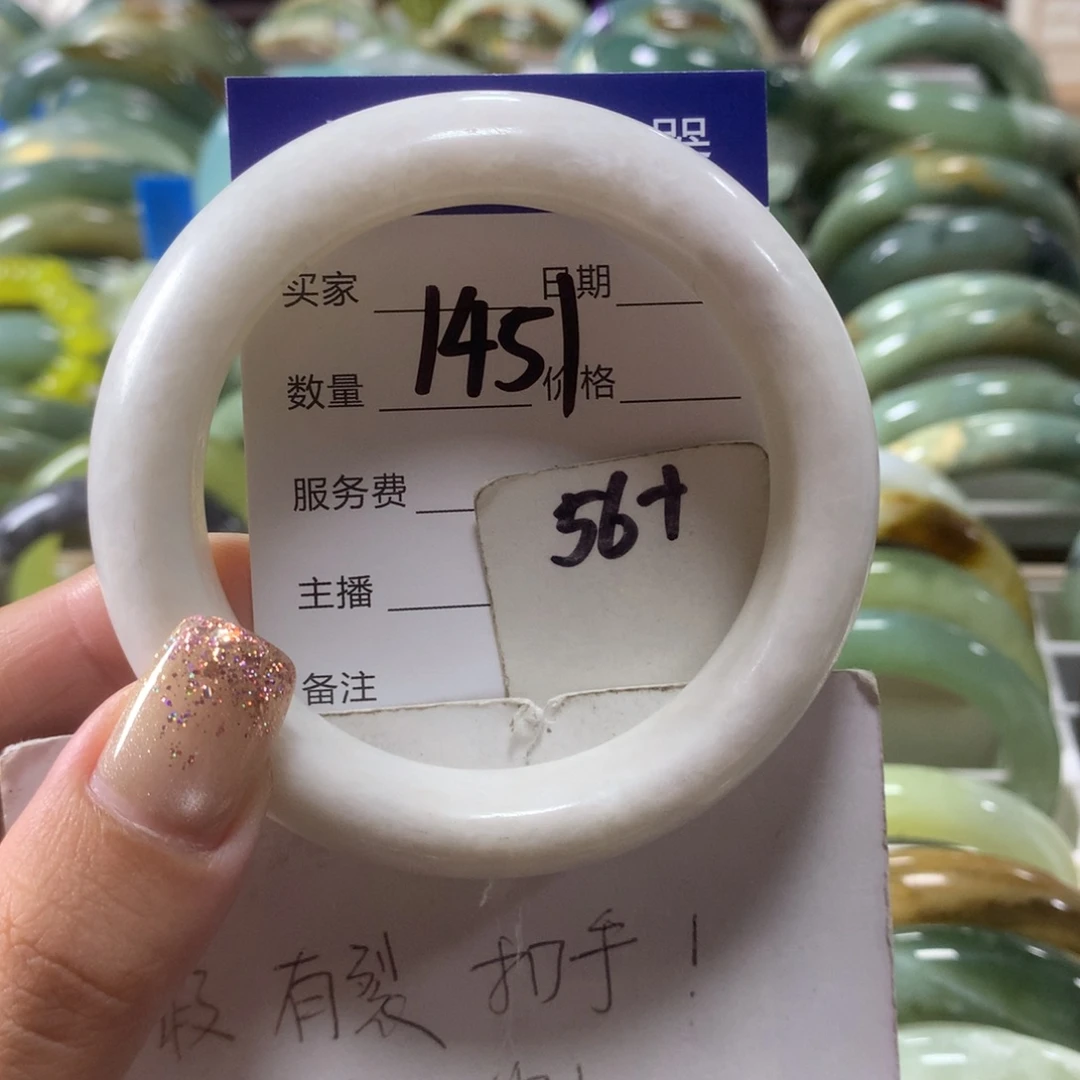 器
买家 日期
1451
数量 价格
服务费
56+
主播
备注
有裂 扣手！